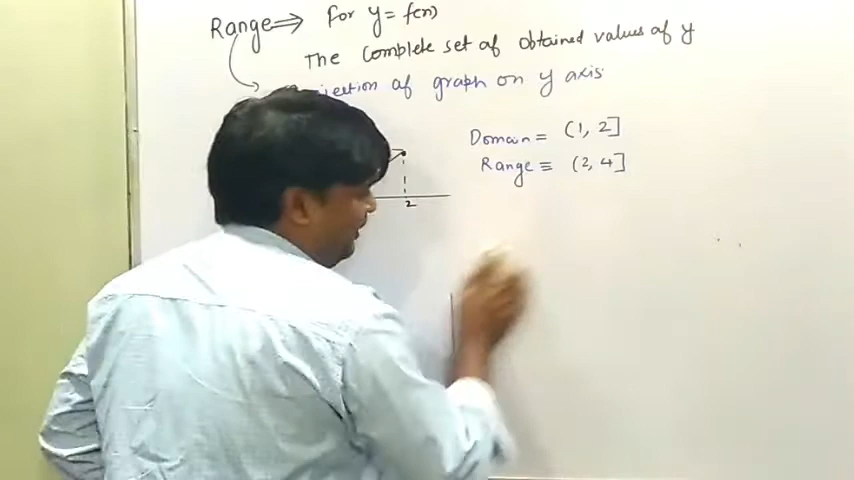 Range ⇒ for y = f(n)
The complete set of obtained values of y
of graph on y axis
Domain = (1, 2]
Range ≡ (2, 4]
2